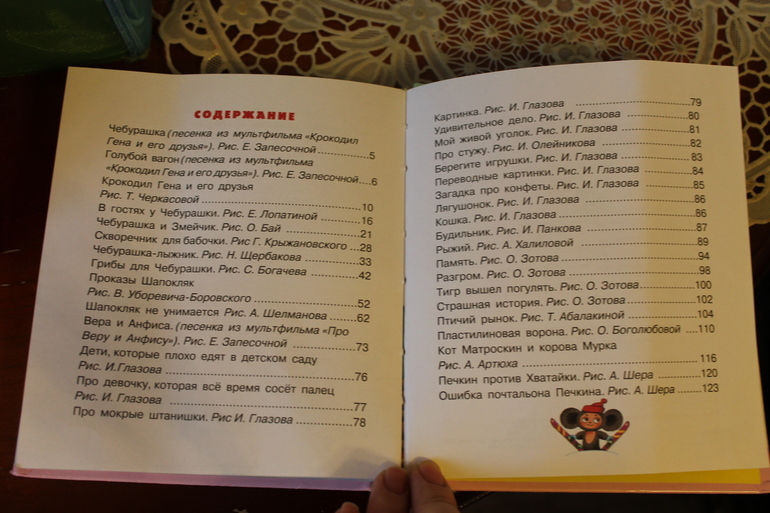 СОДЕРЖАНИЕ
Чебурашка (песенка из мультфильма «Крокодил
Гена и его друзья»). Рис. Е. Запесочной ..............5
Голубой вагон (песенка из мультфильма
«Крокодил Гена и его друзья»). Рис. Е. Запесочной....6
Крокодил Гена и его друзья
Рис. Т. Черкасовой ................................10
В гостях у Чебурашки. Рис. Е. Лопатиной ............16
Чебурашка и Змейчик. Рис. О. Бай ..................21
Скворечник для бабочки. Рис Г. Крыжановского ...28
Чебурашка-лыжник. Рис. Н. Щербакова ..............33
Грибы для Чебурашки. Рис. С. Богачева .............42
Проказы Шапокляк
Рис. В. Уборевича-Боровского ......................52
Шапокляк не унимается Рис. А. Шелманова .........62
Вера и Анфиса. (песенка из мультфильма «Про
Веру и Анфису»). Рис. Е. Запесочной ...............73
Дети, которые плохо едят в детском саду
Рис. И.Глазова ....................................76
Про девочку, которая всё время сосёт палец
Рис. И. Глазова ...................................77
Про мокрые штанишки. Рис И. Глазова .............78
Картинка. Рис. И. Глазова ..........................79
Удивительное дело. Рис. И. Глазова ................80
Мой живой уголок. Рис. И. Глазова .................81
Про стужу. Рис. И. Олейникова .....................82
Берегите игрушки. Рис. И. Глазова .................83
Переводные картинки. Рис. И. Глазова .............84
Загадка про конфеты. Рис. И. Глазова ..............85
Лягушонок. Рис. И. Глазова ........................86
Кошка. Рис. И. Глазова ............................86
Будильник. Рис. И. Панкова ........................87
Рыжий. Рис. А. Халиловой .........................89
Память. Рис. О. Зотова ............................94
Разгром. Рис. О. Зотова ...........................98
Тигр вышел погулять. Рис. О. Зотова ..............100
Страшная история. Рис. О. Зотова .................102
Птичий рынок. Рис. Т. Абалакиной .................104
Пластилиновая ворона. Рис. О. Боголюбовой ....110
Кот Матроскин и корова Мурка
Рис. А. Артюха ....................................116
Печкин против Хватайки. Рис. А. Шера ............120
Ошибка почтальона Печкина. Рис. А. Шера ........123